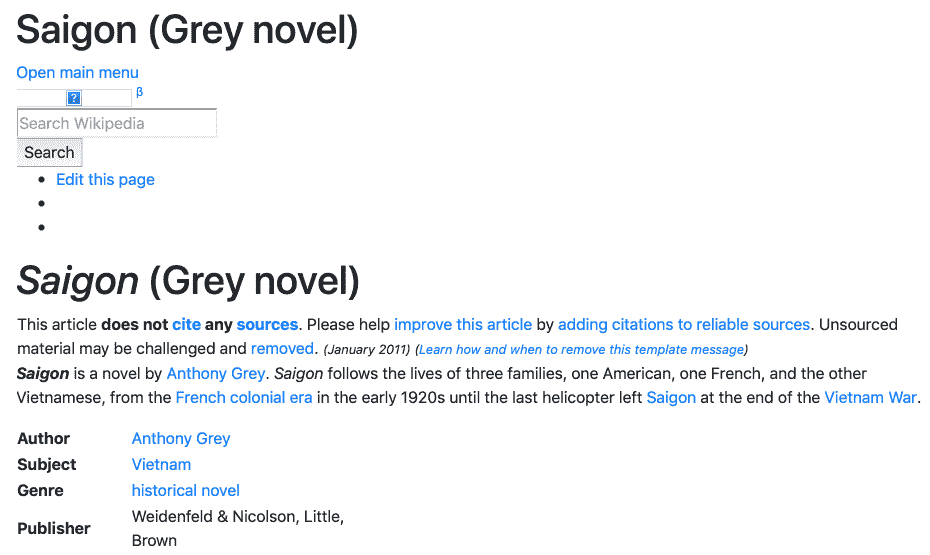 Saigon (Grey novel)
Open main menu
?
β
Search Wikipedia
Search
Edit this page
Saigon (Grey novel)
This article does not cite any sources. Please help improve this article by adding citations to reliable sources. Unsourced
material may be challenged and removed. (January 2011) (Learn how and when to remove this template message)
Saigon is a novel by Anthony Grey. Saigon follows the lives of three families, one American, one French, and the other
Vietnamese, from the French colonial era in the early 1920s until the last helicopter left Saigon at the end of the Vietnam War.
Author Anthony Grey
Subject Vietnam
Genre historical novel
Publisher Weidenfeld & Nicolson, Little,
Brown